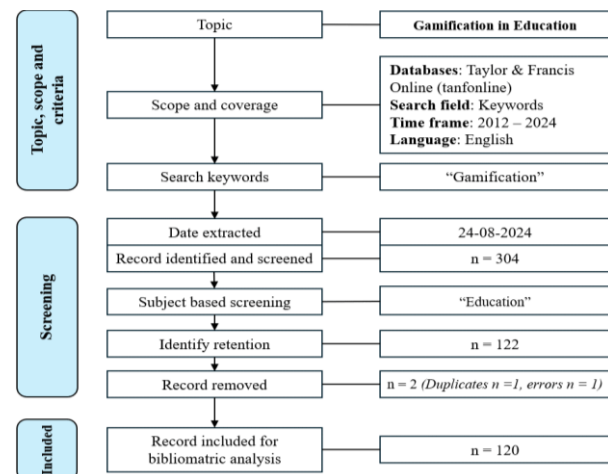 Topic, scope and
criteria
Topic
Gamification in Education
Scope and coverage
Databases: Taylor & Francis
Online (tanfonline)
Search field: Keywords
Time frame: 2012 – 2024
Language: English
Search keywords
“Gamification”
Screening
Date extracted
24-08-2024
Record identified and screened
n = 304
Subject based screening
“Education”
Identify retention
n = 122
Record removed
n = 2 (Duplicates n =1, errors n = 1)
Included
Record included for
bibliomatric analysis
n = 120